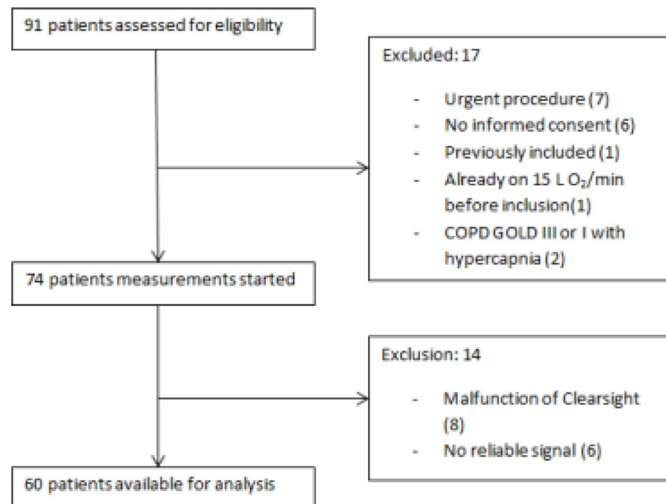 91 patients assessed for eligibility
Excluded: 17
- Urgent procedure (7)
- No informed consent (6)
- Previously included (1)
- Already on 15 L O₂/min
before inclusion(1)
- COPD GOLD III or I with
hypercapnia (2)
74 patients measurements started
Exclusion: 14
- Malfunction of Clearsight
(8)
- No reliable signal (6)
60 patients available for analysis